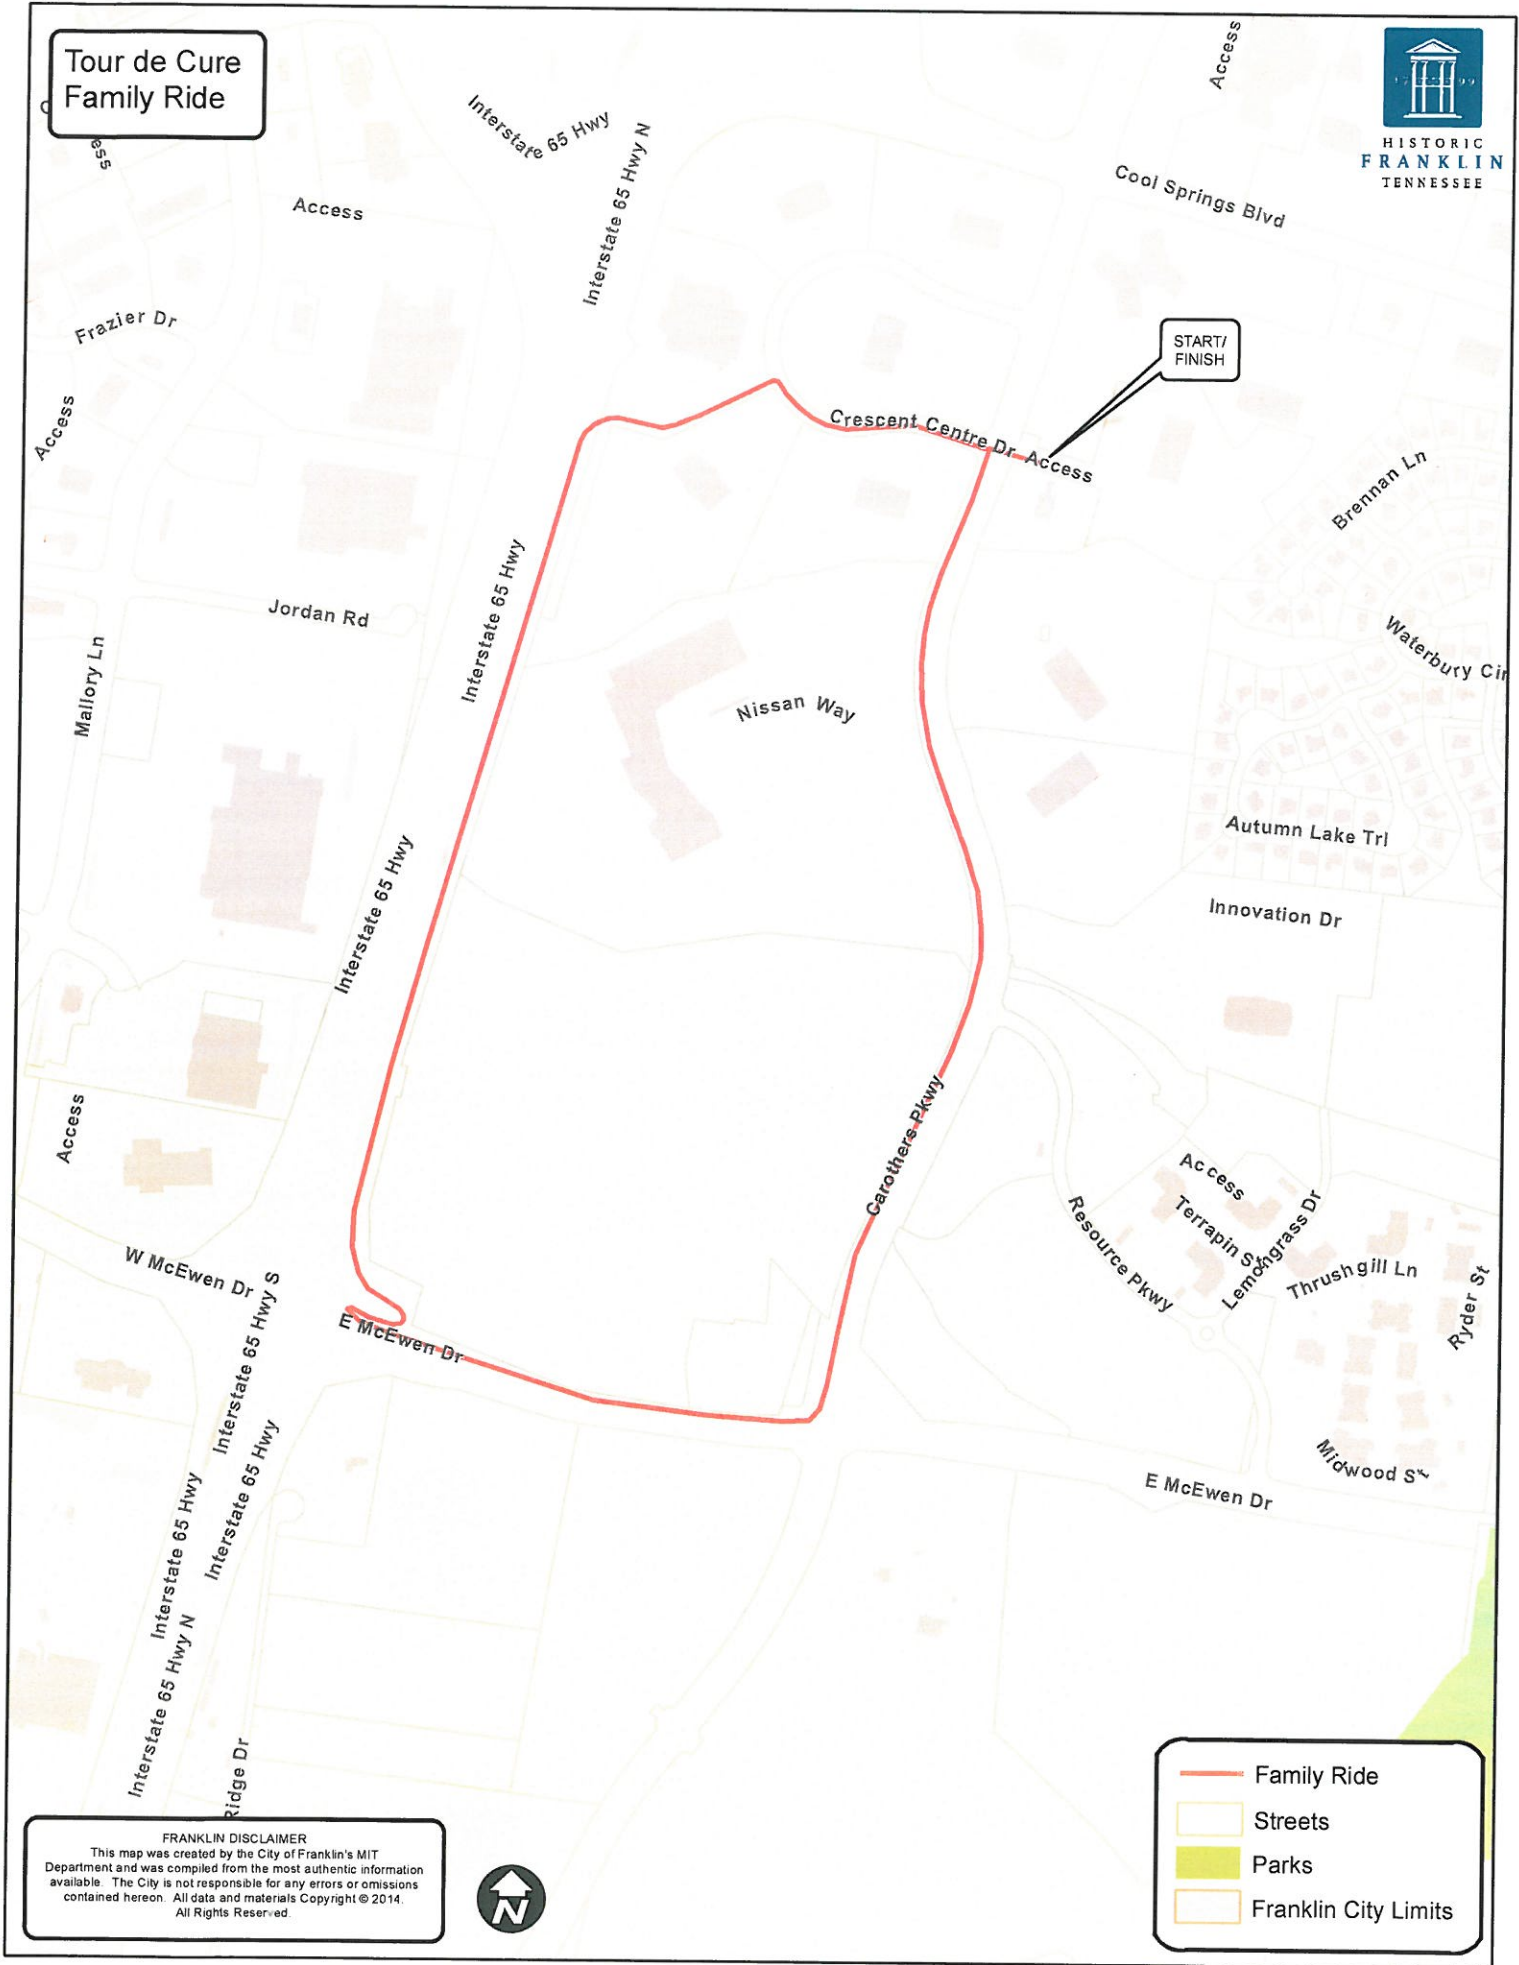 Tour de Cure
Family Ride
ess
Interstate 65 Hwy
Interstate 65 Hwy N
Access
Access
HISTORIC
FRANKLIN
TENNESSEE
Cool Springs Blvd
Frazier Dr
START/
FINISH
Access
Crescent Centre Dr
Access
Brennan Ln
Interstate 65 Hwy
Jordan Rd
Mallory Ln
Waterbury Cir
Nissan Way
Autumn Lake Trl
Innovation Dr
Interstate 65 Hwy
Access
Carothers Pkwy
Access
Terrapin St
Lemongrass Dr
Resource Pkwy
Thrushgill Ln
Ryder St
W McEwen Dr
E McEwen Dr
Interstate 65 Hwy S
Interstate 65 Hwy
Interstate 65 Hwy
Midwood St
E McEwen Dr
Interstate 65 Hwy N
Ridge Dr
FRANKLIN DISCLAIMER
This map was created by the City of Franklin's MIT
Department and was compiled from the most authentic information
available. The City is not responsible for any errors or omissions
contained hereon. All data and materials Copyright © 2014.
All Rights Reserved.
N
Family Ride
Streets
Parks
Franklin City Limits